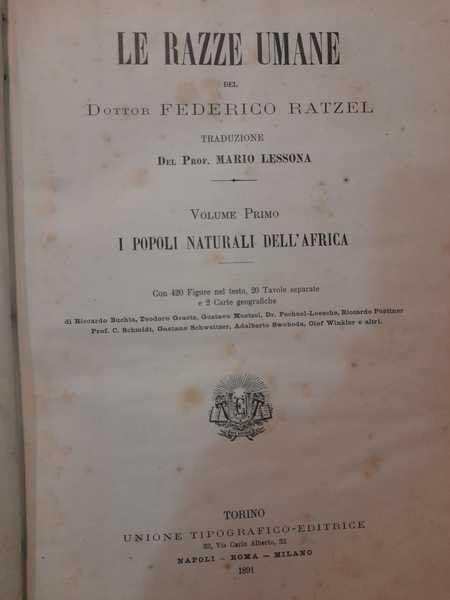 LE RAZZE UMANE
DEL
DOTTOR FEDERICO RATZEL
TRADUZIONE
DEL PROF. MARIO LESSONA
VOLUME PRIMO
I POPOLI NATURALI DELL'AFRICA
Con 420 Figure nel testo, 20 Tavole separate
e 2 Carte geografiche
di Riccardo Buchta, Teodoro Graetz, Gustavo Muetzel, Dr. Pechuel-Loesche, Riccardo Püttner
Prof. C. Schmidt, Gaetano Schweitzer, Adalberto Swoboda, Olof Winkler e altri.
TORINO
UNIONE TIPOGRAFICO-EDITRICE
33, Via Carlo Alberto, 33
NAPOLI - ROMA - MILANO
1891